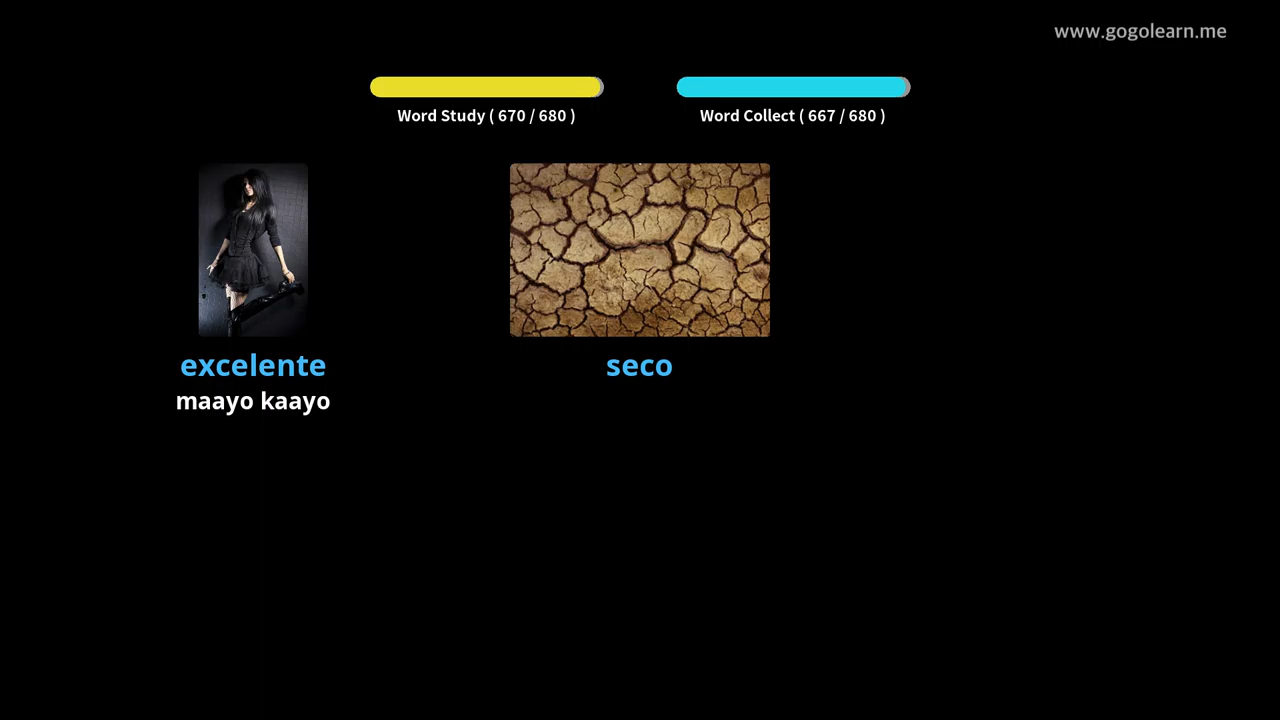 www.gogolearn.me
Word Study ( 670 / 680 )
Word Collect ( 667 / 680 )
excelente
seco
maayo kaayo